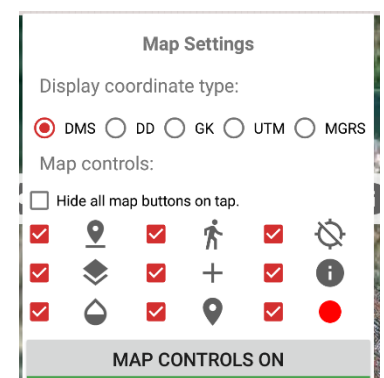 Map Settings
Display coordinate type:
DMS DD GK UTM MGRS
Map controls:
Hide all map buttons on tap.
MAP CONTROLS ON